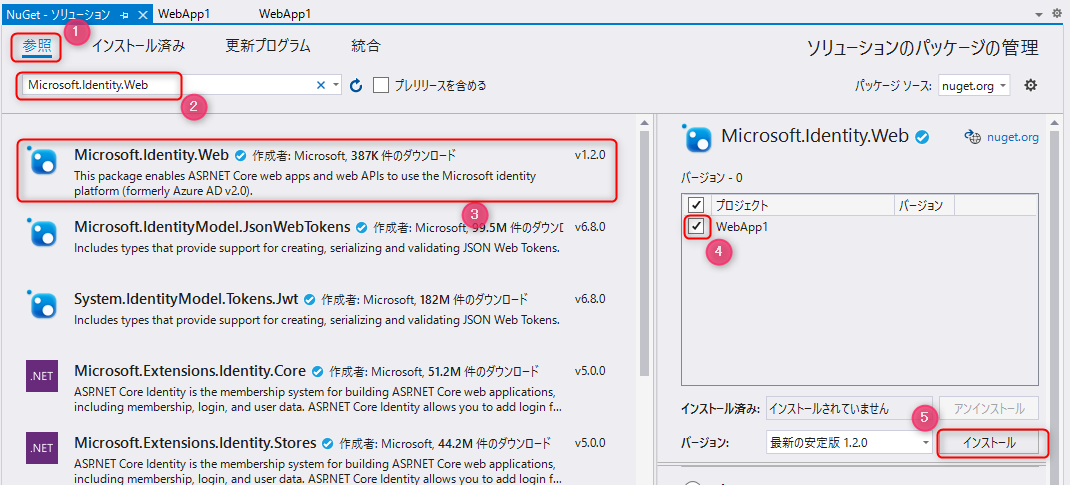 NuGet - ソリューション
WebApp1
WebApp1
1
参照
インストール済み
更新プログラム
統合
ソリューションのパッケージの管理
Microsoft.Identity.Web
プレリリースを含める
パッケージ ソース: nuget.org
2
Microsoft.Identity.Web 作成者: Microsoft, 387K 件のダウンロード
v1.2.0
This package enables ASP.NET Core web apps and web APIs to use the Microsoft identity
platform (formerly Azure AD v2.0).
3
Microsoft.IdentityModel.JsonWebTokens 作成者: Microsoft, 99.5M 件のダウン
v6.8.0
Includes types that provide support for creating, serializing and validating JSON Web Tokens.
System.IdentityModel.Tokens.Jwt 作成者: Microsoft, 182M 件のダウンロード
v6.8.0
Includes types that provide support for creating, serializing and validating JSON Web Tokens.
.NET
Microsoft.Extensions.Identity.Core 作成者: Microsoft, 51.2M 件のダウンロード
v5.0.0
ASP.NET Core Identity is the membership system for building ASP.NET Core web applications,
including membership, login, and user data. ASP.NET Core Identity allows you to add login f...
.NET
Microsoft.Extensions.Identity.Stores 作成者: Microsoft, 44.2M 件のダウンロード
v5.0.0
ASP.NET Core Identity is the membership system for building ASP.NET Core web applications,
including membership, login, and user data. ASP.NET Core Identity allows you to add login f...
Microsoft.Identity.Web
nuget.org
バージョン - 0
プロジェクト
バージョン
WebApp1
4
インストール済み: インストールされていません
アンインストール
5
バージョン: 最新の安定版 1.2.0
インストール